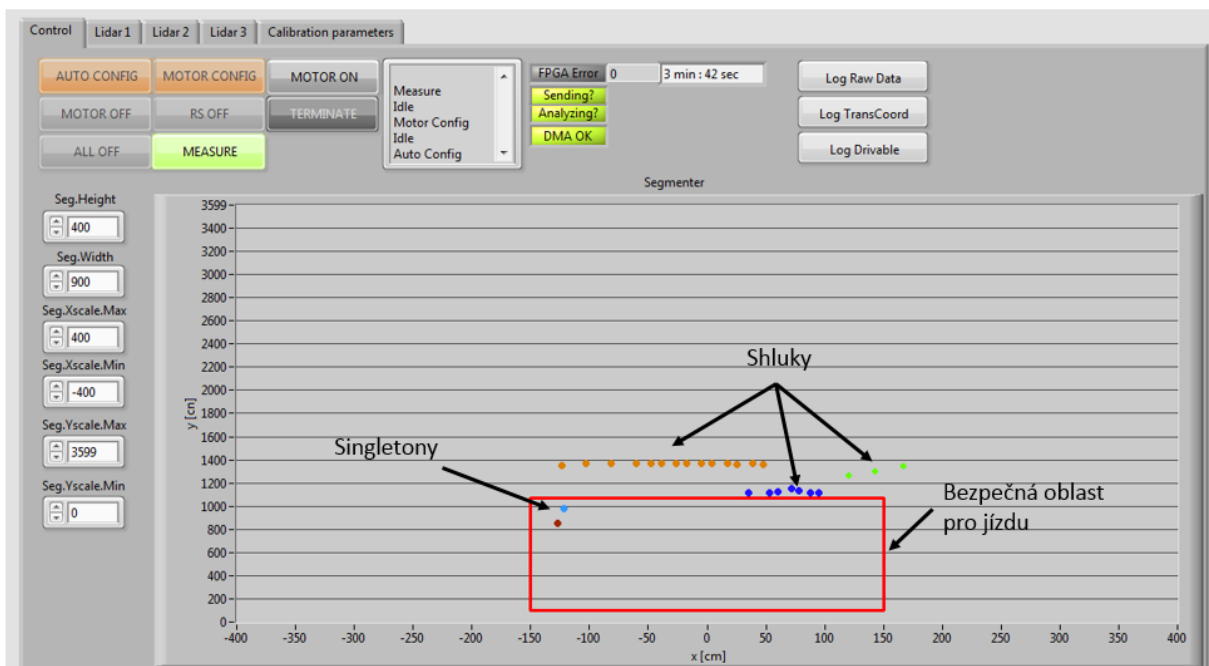 Control Lidar 1 Lidar 2 Lidar 3 Calibration parameters
AUTO CONFIG MOTOR CONFIG MOTOR ON
MOTOR OFF RS OFF TERMINATE
ALL OFF MEASURE
Measure
Idle
Motor Config
Idle
Auto Config
FPGA Error 0 3 min : 42 sec
Sending?
Analyzing?
DMA OK
Log Raw Data
Log TransCoord
Log Drivable
Seg.Height
400
Seg.Width
900
Seg.Xscale.Max
400
Seg.Xscale.Min
-400
Seg.Yscale.Max
3599
Seg.Yscale.Min
0
Segmenter
3599
3400
3200
3000
2800
2600
2400
2200
2000
1800
1600
1400
1200
1000
800
600
400
200
0
y [cn]
Shluky
Singletony
Bezpečná oblast
pro jízdu
-400 -350 -300 -250 -200 -150 -100 -50 0 50 100 150 200 250 300 350 400
x [cm]